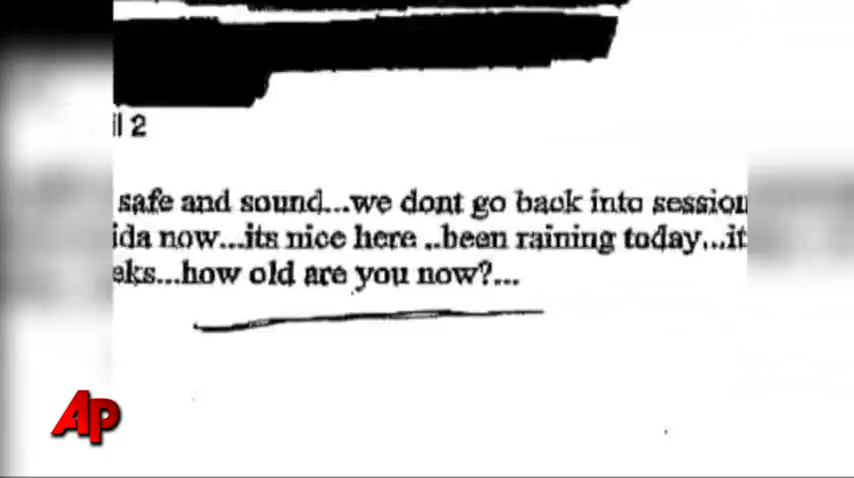 il 2
safe and sound...we dont go back into session
ida now...its nice here ..been raining today...it
eks...how old are you now?...
AP